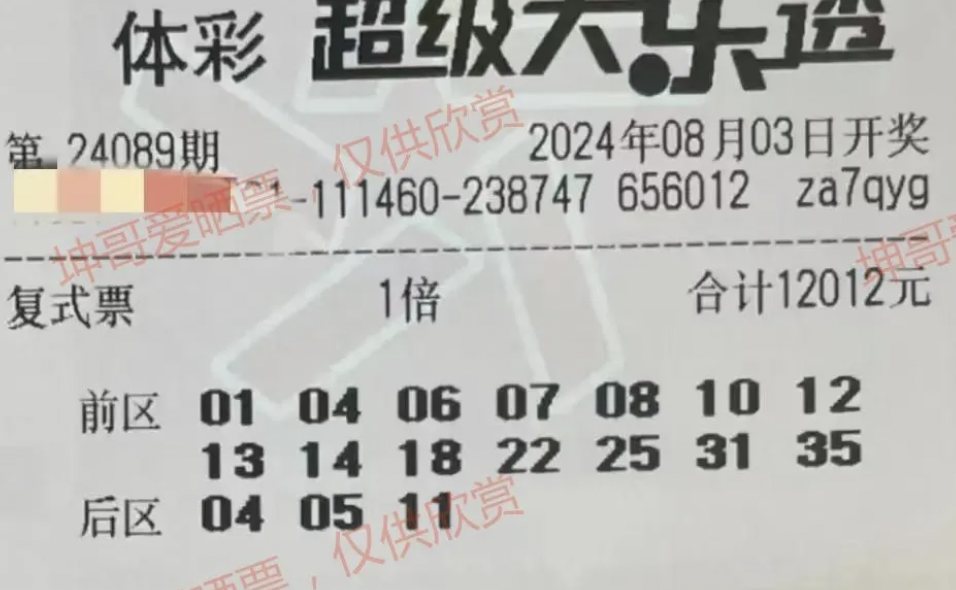 体彩 超级大乐透
第 24089期 2024年08月03日开奖
-111460-238747 656012 za7qyg
坤哥爱晒票，仅供欣赏
坤哥
复式票 1倍 合计12012元
前区 01 04 06 07 08 10 12
13 14 18 22 25 31 35
后区 04 05 11
晒票，仅供欣赏